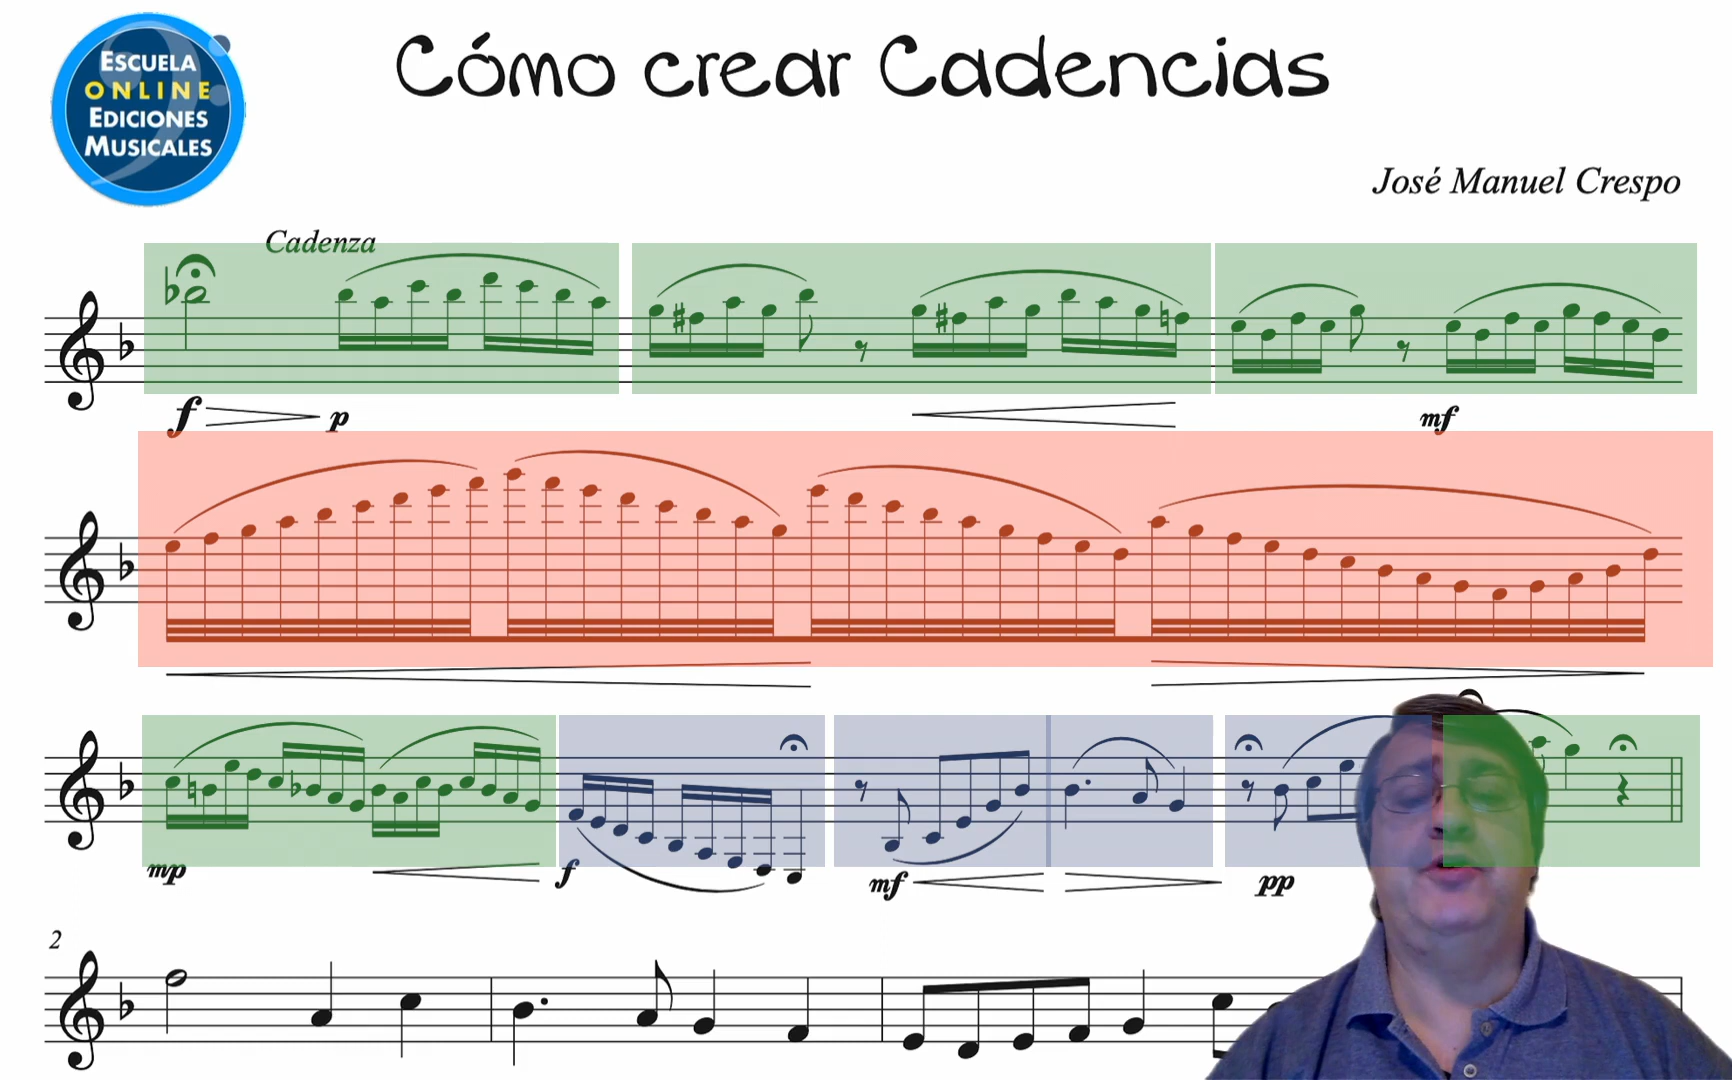 ESCUELA
ONLINE
EDICIONES
MUSICALES
Cómo crear Cadencias
José Manuel Crespo
Cadenza
f p mf
mp f mf pp
2